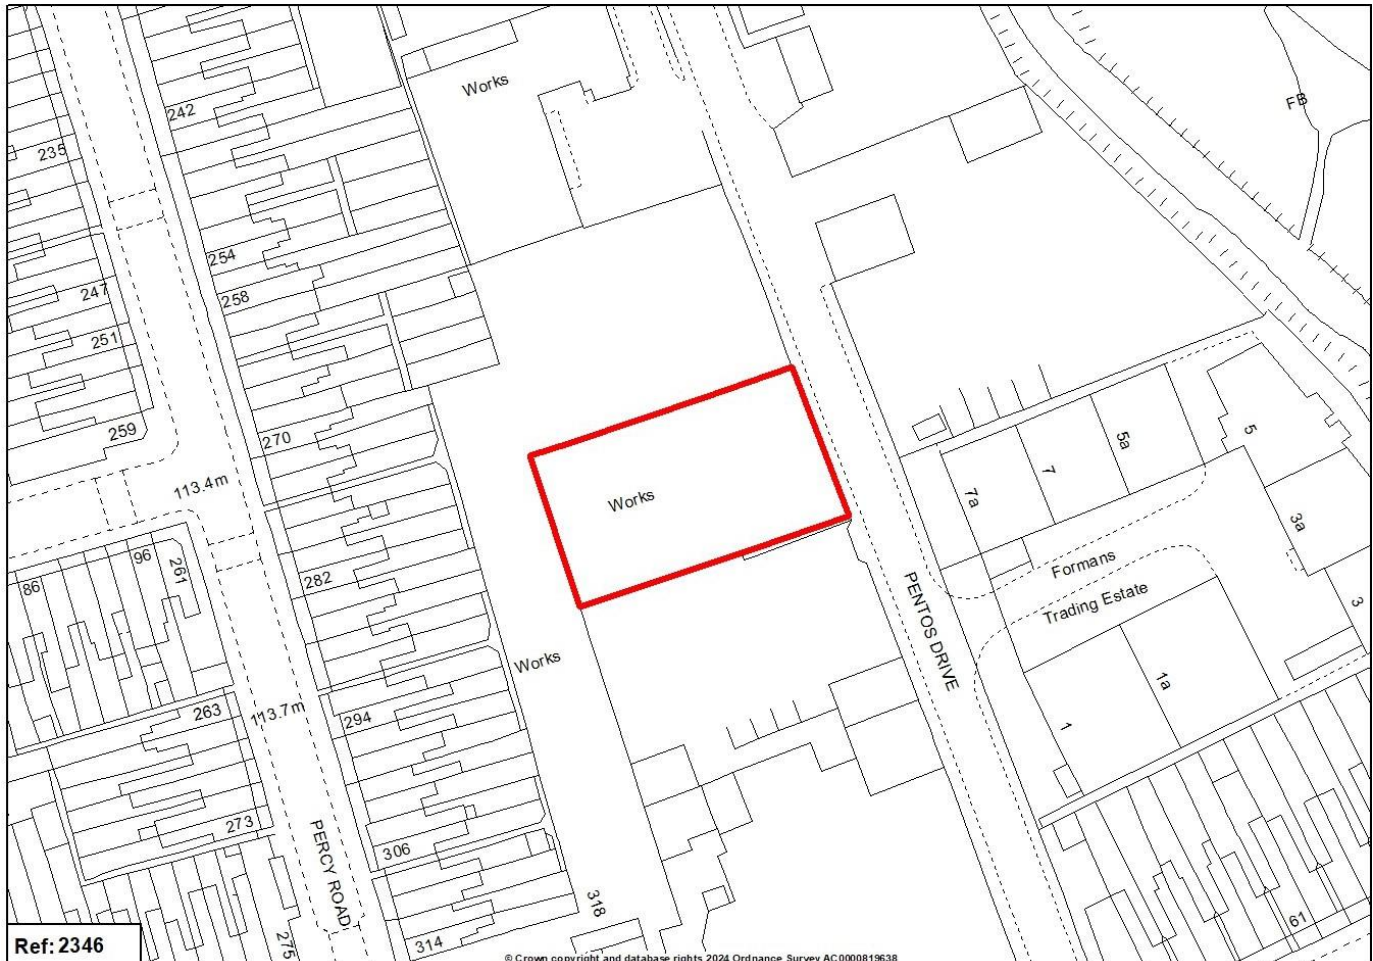 Works
FB
242
235
254
258
247
251
259
270
113.4m
96
261
86
282
Works
Works
294
263
113.7m
273
306
PERCY ROAD
275
314
318
PENTOS DRIVE
7a
7
5a
5
3a
3
Formans
Trading Estate
1
1a
61
Ref: 2346
© Crown copyright and database rights 2024 Ordnance Survey AC0000819638